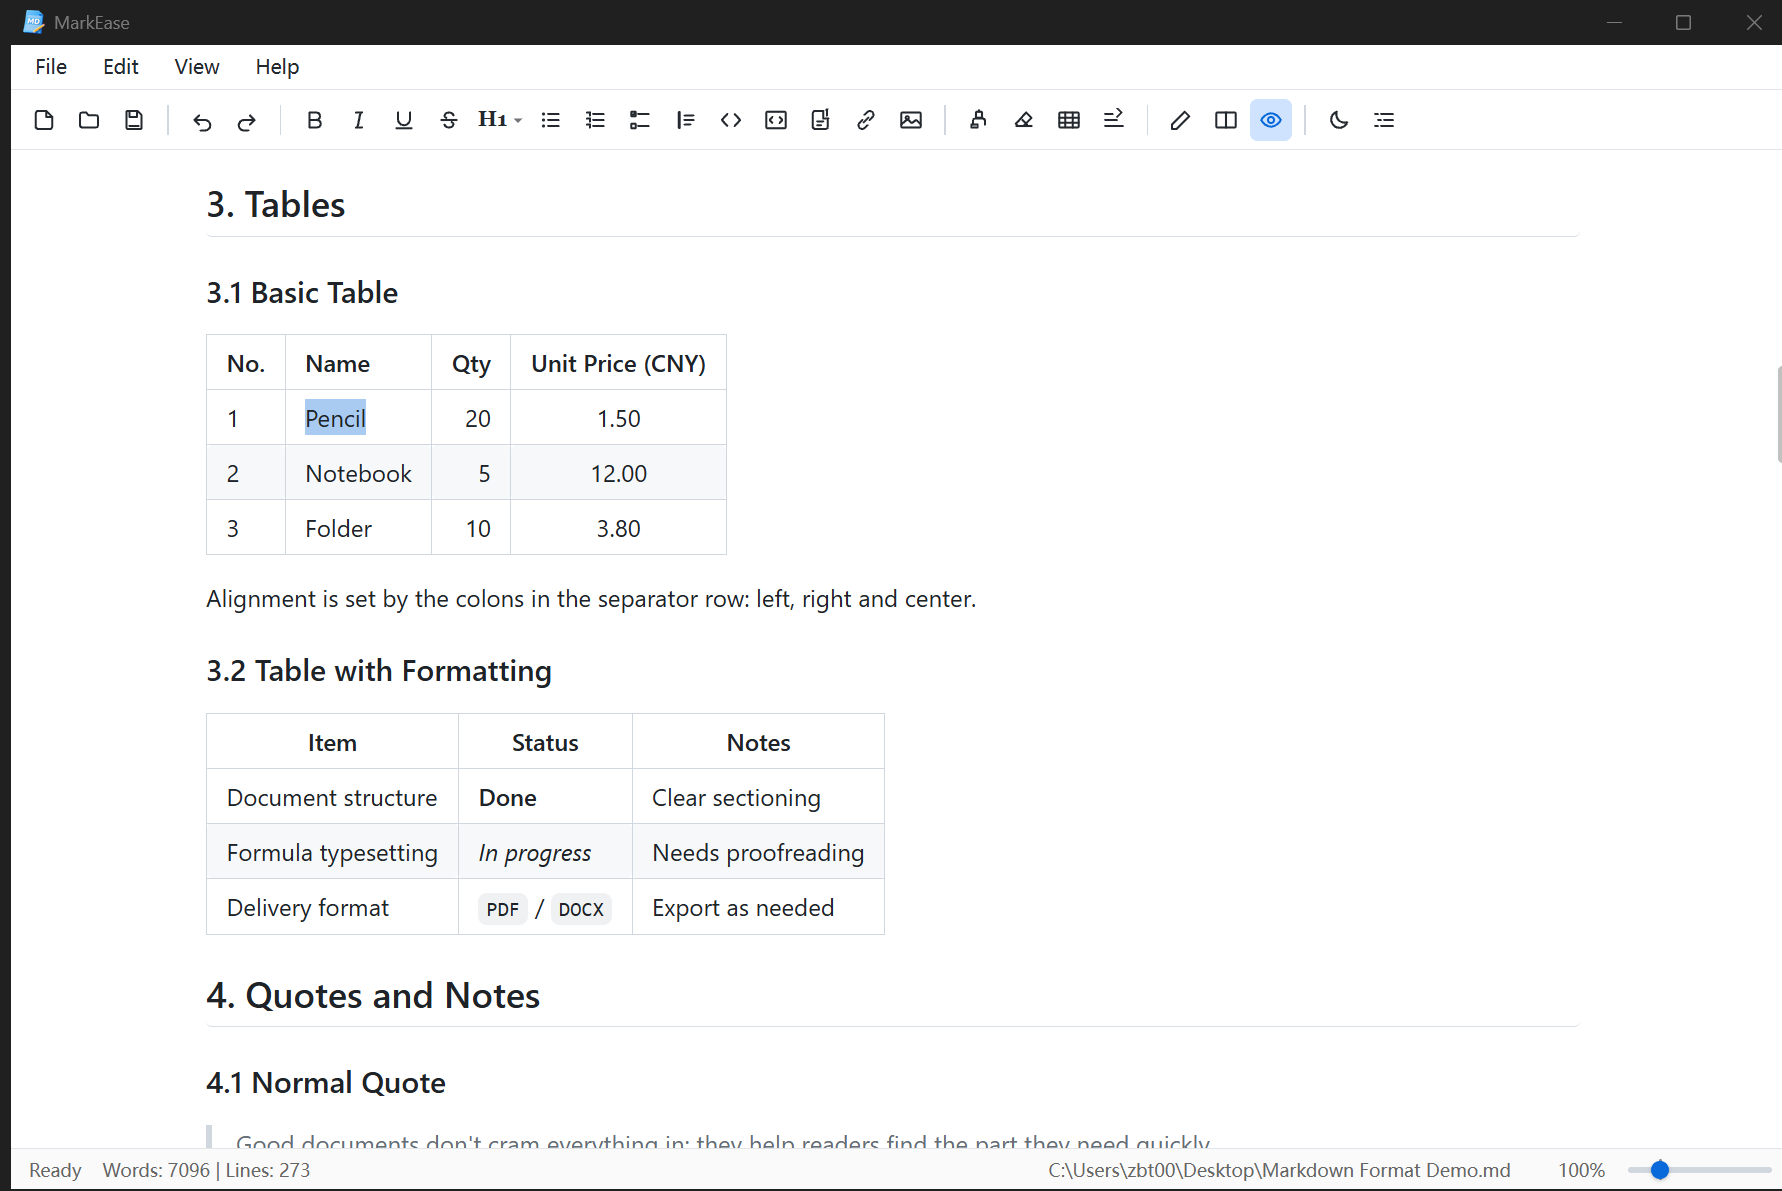 MarkEase
File Edit View Help
H1
3. Tables
3.1 Basic Table
No. Name Qty Unit Price (CNY)
1 Pencil 20 1.50
2 Notebook 5 12.00
3 Folder 10 3.80
Alignment is set by the colons in the separator row: left, right and center.
3.2 Table with Formatting
Item Status Notes
Document structure Done Clear sectioning
Formula typesetting In progress Needs proofreading
Delivery format PDF / DOCX Export as needed
4. Quotes and Notes
4.1 Normal Quote
Good documents don't cram everything in; they help readers find the part they need quickly.
Ready Words: 7096 | Lines: 273 C:\Users\zbt00\Desktop\Markdown Format Demo.md 100%